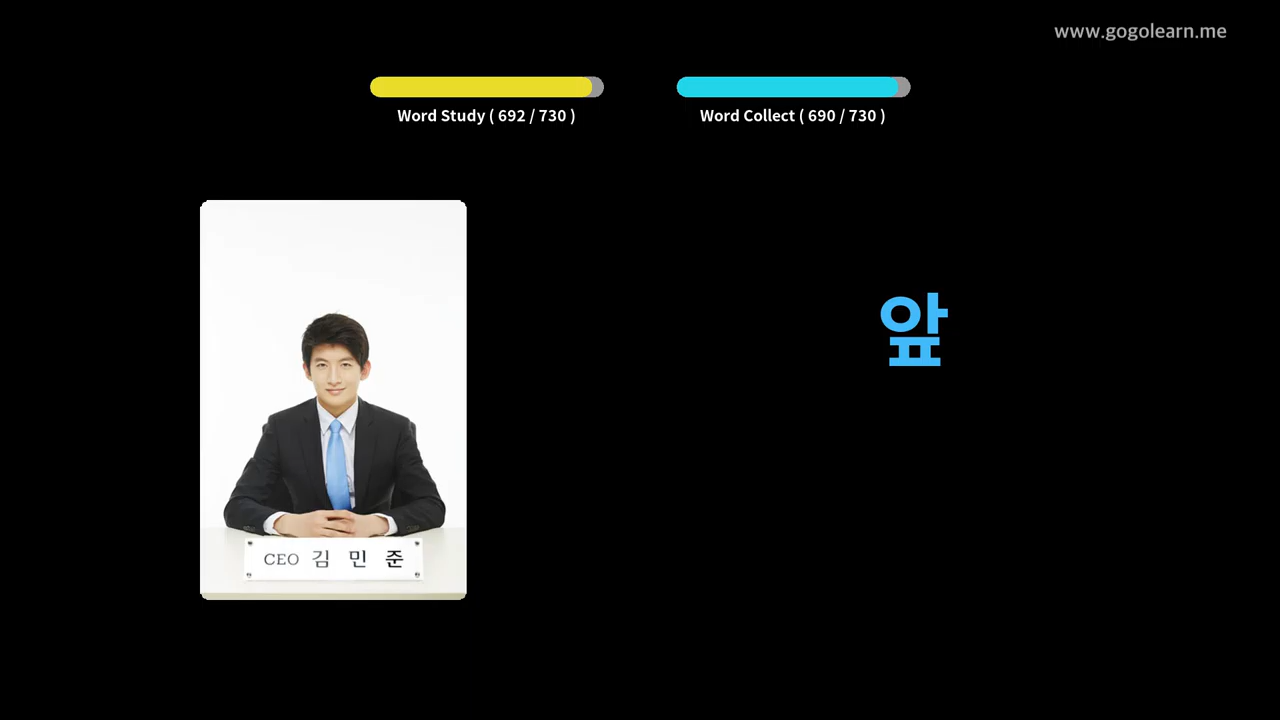 www.gogolearn.me
Word Study ( 692 / 730 )
Word Collect ( 690 / 730 )
앞
CEO 김 민 준